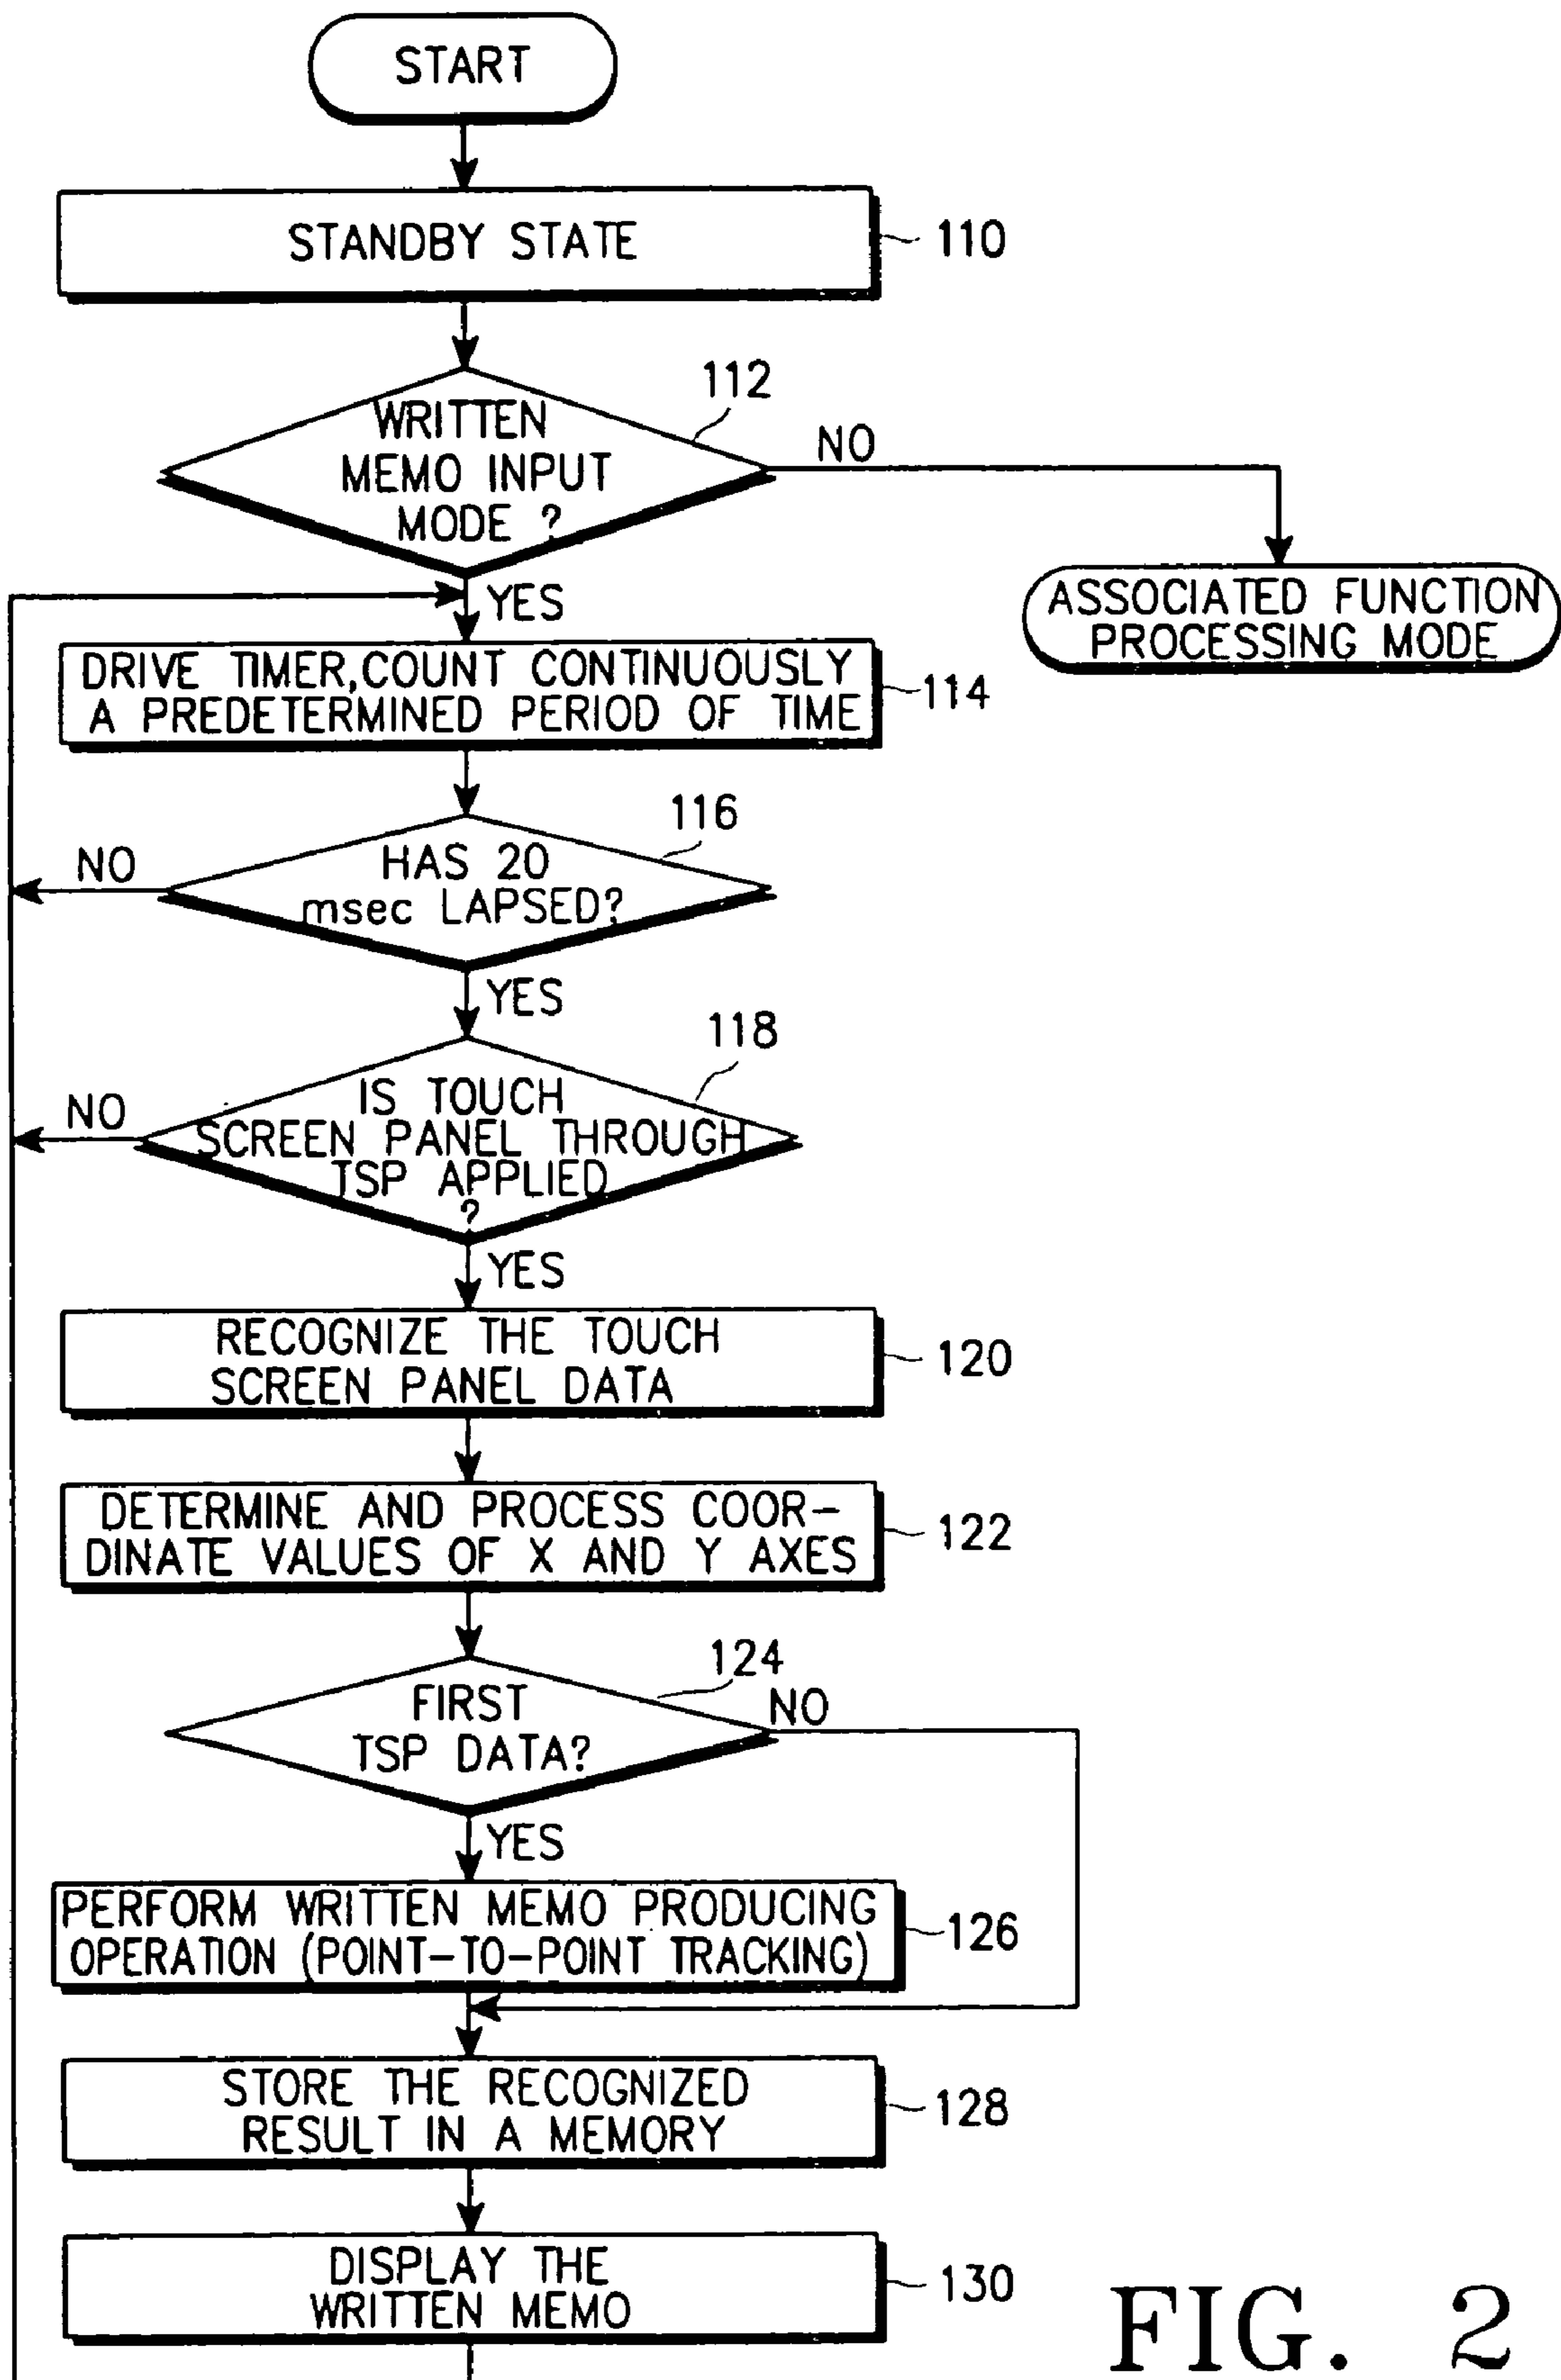 START
STANDBY STATE
110
112
WRITTEN
MEMO INPUT
MODE ?
NO
YES
ASSOCIATED FUNCTION
PROCESSING MODE
DRIVE TIMER,COUNT CONTINUOUSLY
A PREDETERMINED PERIOD OF TIME
114
116
HAS 20
msec LAPSED?
NO
YES
118
IS TOUCH
SCREEN PANEL THROUGH
TSP APPLIED
?
NO
YES
RECOGNIZE THE TOUCH
SCREEN PANEL DATA
120
DETERMINE AND PROCESS COOR-
DINATE VALUES OF X AND Y AXES
122
124
FIRST
TSP DATA?
NO
YES
PERFORM WRITTEN MEMO PRODUCING
OPERATION (POINT-TO-POINT TRACKING)
126
STORE THE RECOGNIZED
RESULT IN A MEMORY
128
DISPLAY THE
WRITTEN MEMO
130
FIG. 2